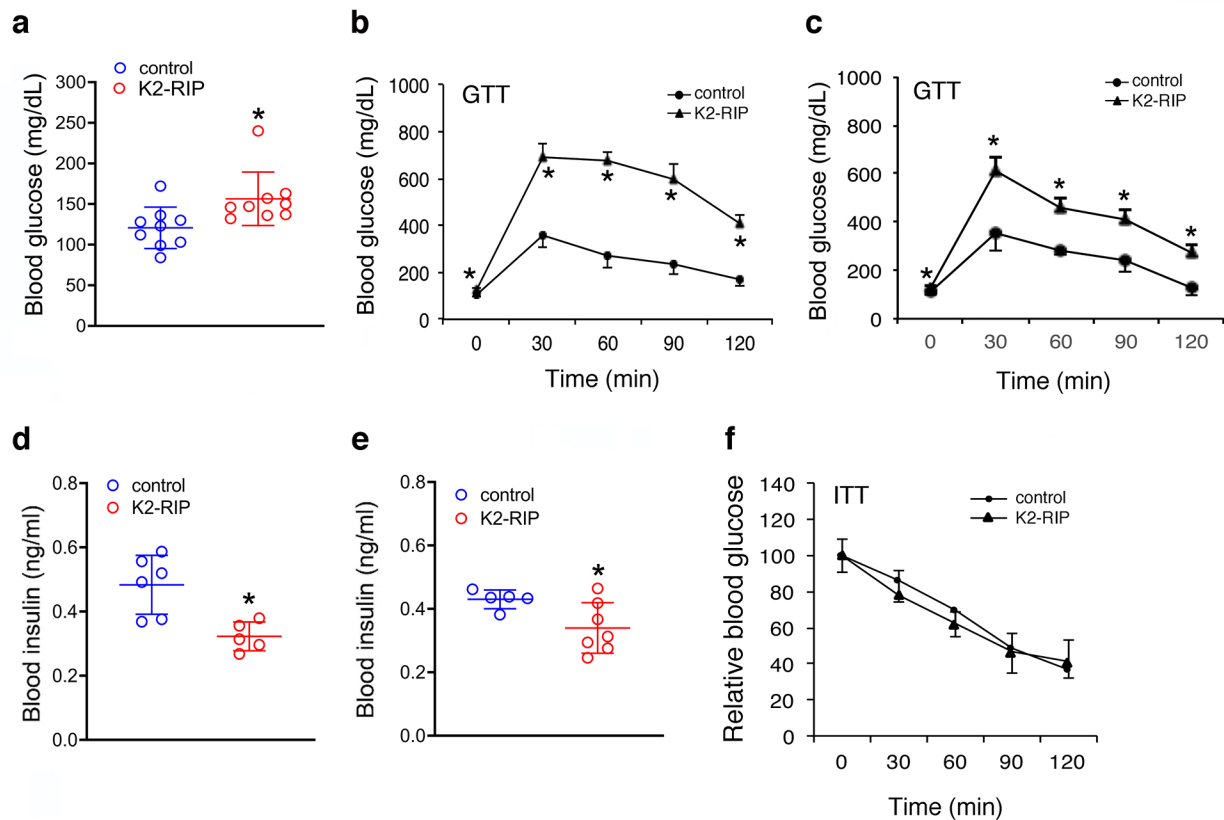 a
control
K2-RIP
Blood glucose (mg/dL)
300
250
200
150
100
50
0
*
b
GTT
control
K2-RIP
Blood glucose (mg/dL)
1000
800
600
400
200
0
* * * * *
0 30 60 90 120
Time (min)
c
GTT
control
K2-RIP
Blood glucose (mg/dL)
1000
800
600
400
200
0
* * * * *
0 30 60 90 120
Time (min)
d
control
K2-RIP
Blood insulin (ng/ml)
0.8
0.6
0.4
0.2
0.0
*
e
control
K2-RIP
Blood insulin (ng/ml)
0.8
0.6
0.4
0.2
0.0
*
f
ITT
control
K2-RIP
Relative blood glucose
140
120
100
80
60
40
20
0
0 30 60 90 120
Time (min)